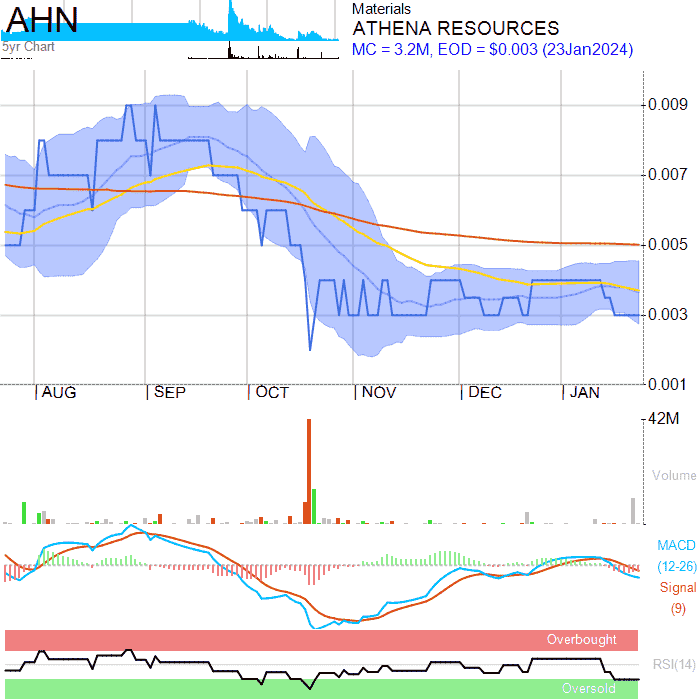 AHN
5yr Chart
Materials
ATHENA RESOURCES
MC = 3.2M, EOD = $0.003 (23Jan2024)
0.009
0.007
0.005
0.003
0.001
AUG SEP OCT NOV DEC JAN
42M
Volume
MACD
(12-26)
Signal
(9)
Overbought
RSI(14)
Oversold